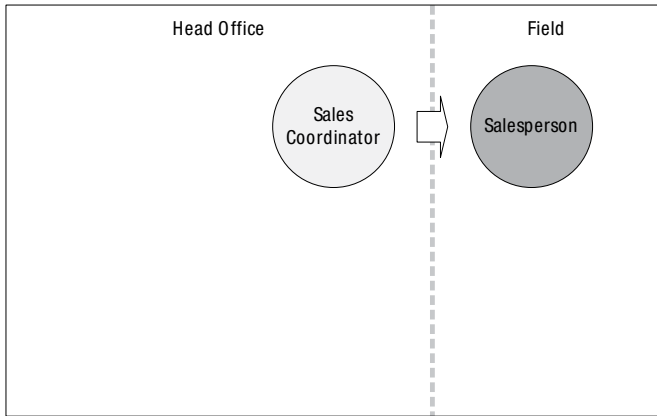 Head Office
Field
Sales
Coordinator
Salesperson